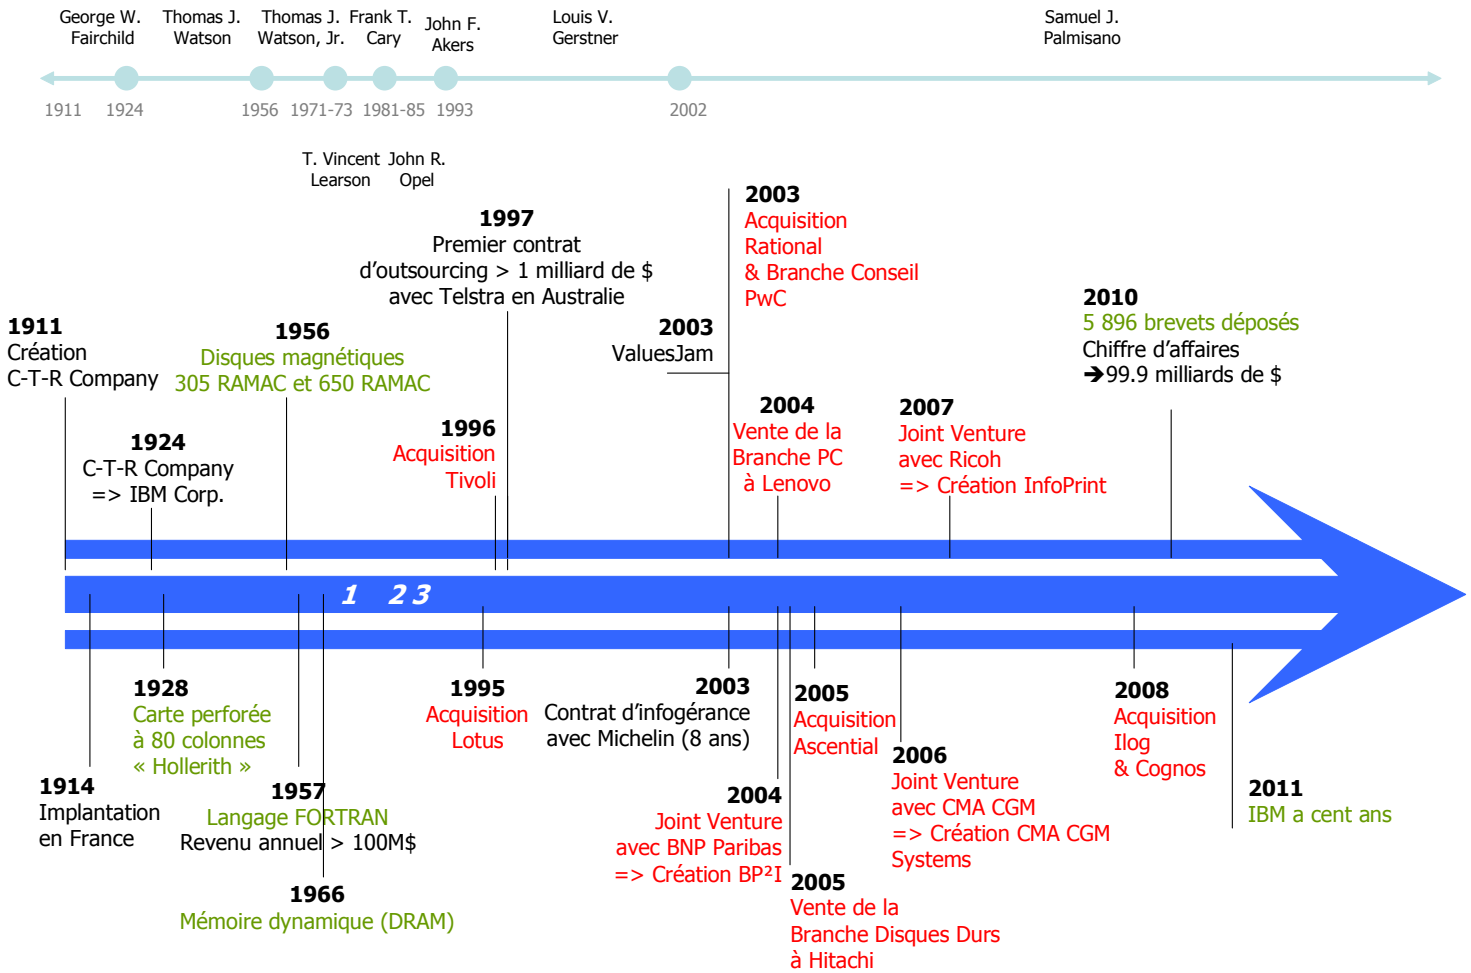 George W.
Fairchild
Thomas J.
Watson
Thomas J.
Watson, Jr.
Frank T.
Cary
John F.
Akers
Louis V.
Gerstner
Samuel J.
Palmisano
1911
1924
1956
1971-73
1981-85
1993
2002
T. Vincent
Learson
John R.
Opel
1997
Premier contrat
d’outsourcing > 1 milliard de $
avec Telstra en Australie
2003
Acquisition
Rational
& Branche Conseil
PwC
2003
ValuesJam
2010
5 896 brevets déposés
Chiffre d’affaires
➔99.9 milliards de $
1911
Création
C-T-R Company
1956
Disques magnétiques
305 RAMAC et 650 RAMAC
1924
C-T-R Company
=> IBM Corp.
1996
Acquisition
Tivoli
2004
Vente de la
Branche PC
à Lenovo
2007
Joint Venture
avec Ricoh
=> Création InfoPrint
1 2 3
1928
Carte perforée
à 80 colonnes
« Hollerith »
1914
Implantation
en France
1957
Langage FORTRAN
Revenu annuel > 100M$
1966
Mémoire dynamique (DRAM)
1995
Acquisition
Lotus
2003
Contrat d’infogérance
avec Michelin (8 ans)
2004
Joint Venture
avec BNP Paribas
=> Création BP²I
2005
Acquisition
Ascential
2005
Vente de la
Branche Disques Durs
à Hitachi
2006
Joint Venture
avec CMA CGM
=> Création CMA CGM
Systems
2008
Acquisition
Ilog
& Cognos
2011
IBM a cent ans